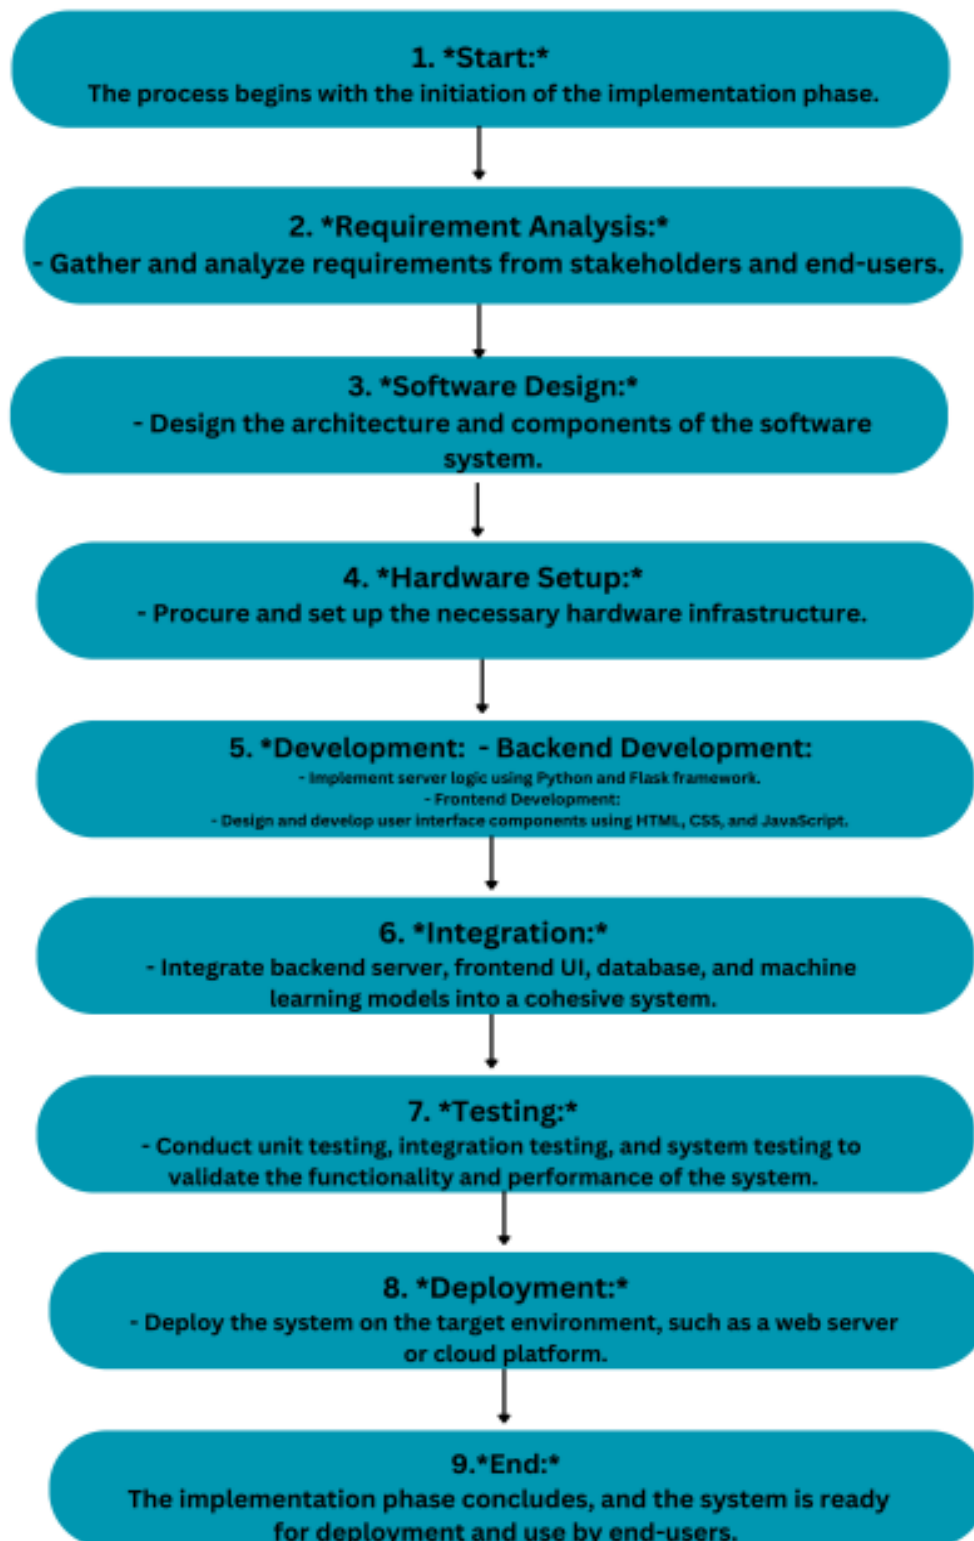 1. *Start:*
The process begins with the initiation of the implementation phase.
2. *Requirement Analysis:*
- Gather and analyze requirements from stakeholders and end-users.
3. *Software Design:*
- Design the architecture and components of the software
system.
4. *Hardware Setup:*
- Procure and set up the necessary hardware infrastructure.
5. *Development:  - Backend Development:
- Implement server logic using Python and Flask framework.
- Frontend Development:
- Design and develop user interface components using HTML, CSS, and JavaScript.
6. *Integration:*
- Integrate backend server, frontend UI, database, and machine
learning models into a cohesive system.
7. *Testing:*
- Conduct unit testing, integration testing, and system testing to
validate the functionality and performance of the system.
8. *Deployment:*
- Deploy the system on the target environment, such as a web server
or cloud platform.
9.*End:*
The implementation phase concludes, and the system is ready
for deployment and use by end-users.